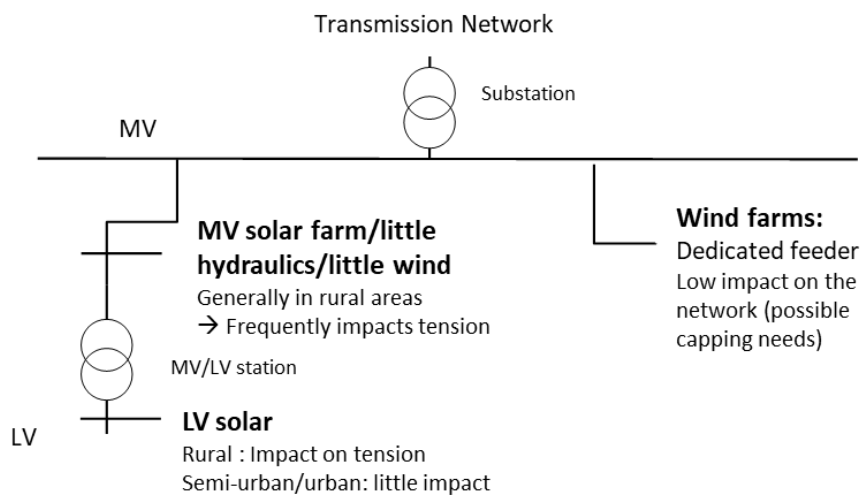 Transmission Network
Substation
MV
MV solar farm/little
hydraulics/little wind
Generally in rural areas
→ Frequently impacts tension
Wind farms:
Dedicated feeder
Low impact on the
network (possible
capping needs)
MV/LV station
LV
LV solar
Rural : Impact on tension
Semi-urban/urban: little impact